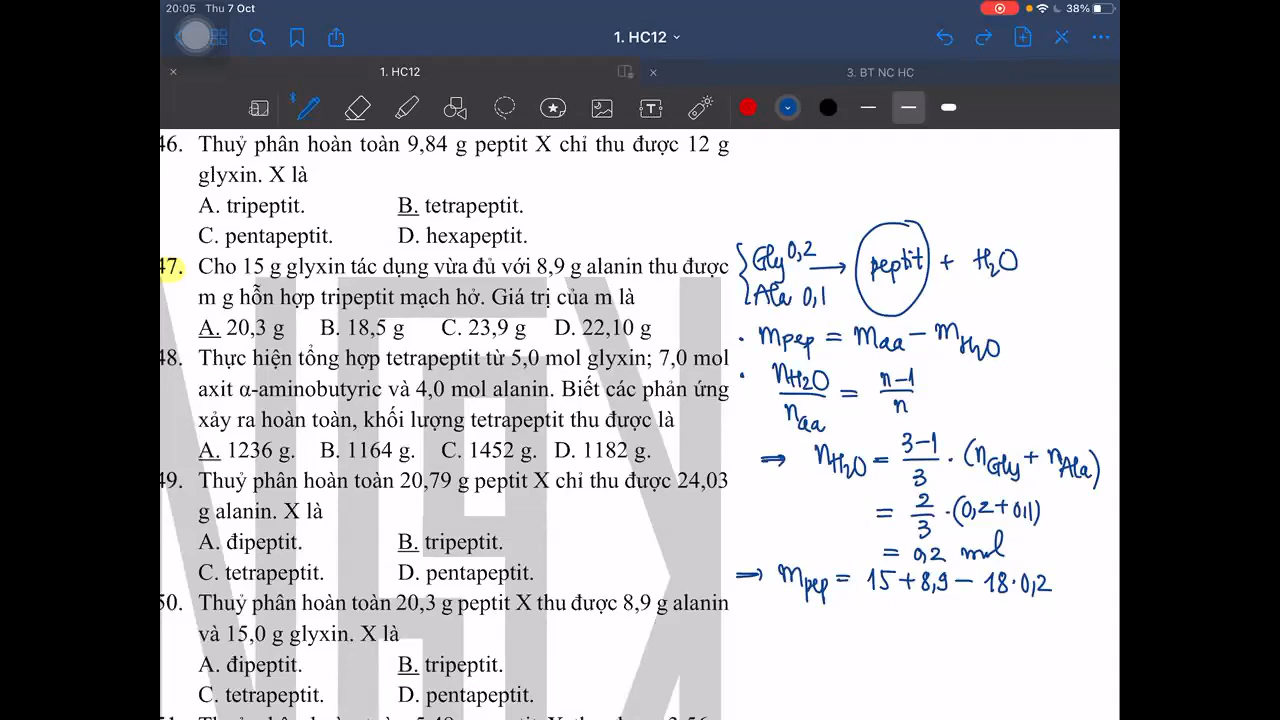 20:05 Thu 7 Oct
38%
1. HC12
1. HC12
3. BT NC HC
46. Thuỷ phân hoàn toàn 9,84 g peptit X chỉ thu được 12 g
glyxin. X là
A. tripeptit. B. tetrapeptit.
C. pentapeptit. D. hexapeptit.
47. Cho 15 g glyxin tác dụng vừa đủ với 8,9 g alanin thu được
m g hỗn hợp tripeptit mạch hở. Giá trị của m là
A. 20,3 g B. 18,5 g C. 23,9 g D. 22,10 g
48. Thực hiện tổng hợp tetrapeptit từ 5,0 mol glyxin; 7,0 mol
axit α-aminobutyric và 4,0 mol alanin. Biết các phản ứng
xảy ra hoàn toàn, khối lượng tetrapeptit thu được là
A. 1236 g. B. 1164 g. C. 1452 g. D. 1182 g.
49. Thuỷ phân hoàn toàn 20,79 g peptit X chỉ thu được 24,03
g alanin. X là
A. đipeptit. B. tripeptit.
C. tetrapeptit. D. pentapeptit.
50. Thuỷ phân hoàn toàn 20,3 g peptit X thu được 8,9 g alanin
và 15,0 g glyxin. X là
A. đipeptit. B. tripeptit.
C. tetrapeptit. D. pentapeptit.
Gly 0,2 → peptit + H2O
Ala 0,1
• mpep = maa − mH2O
• nH2O / naa = n−1 / n
⇒ nH2O = 3−1 / 3 · (nGly + nAla)
= 2/3 · (0,2 + 0,1)
= 0,2 mol
⇒ mpep = 15 + 8,9 − 18·0,2